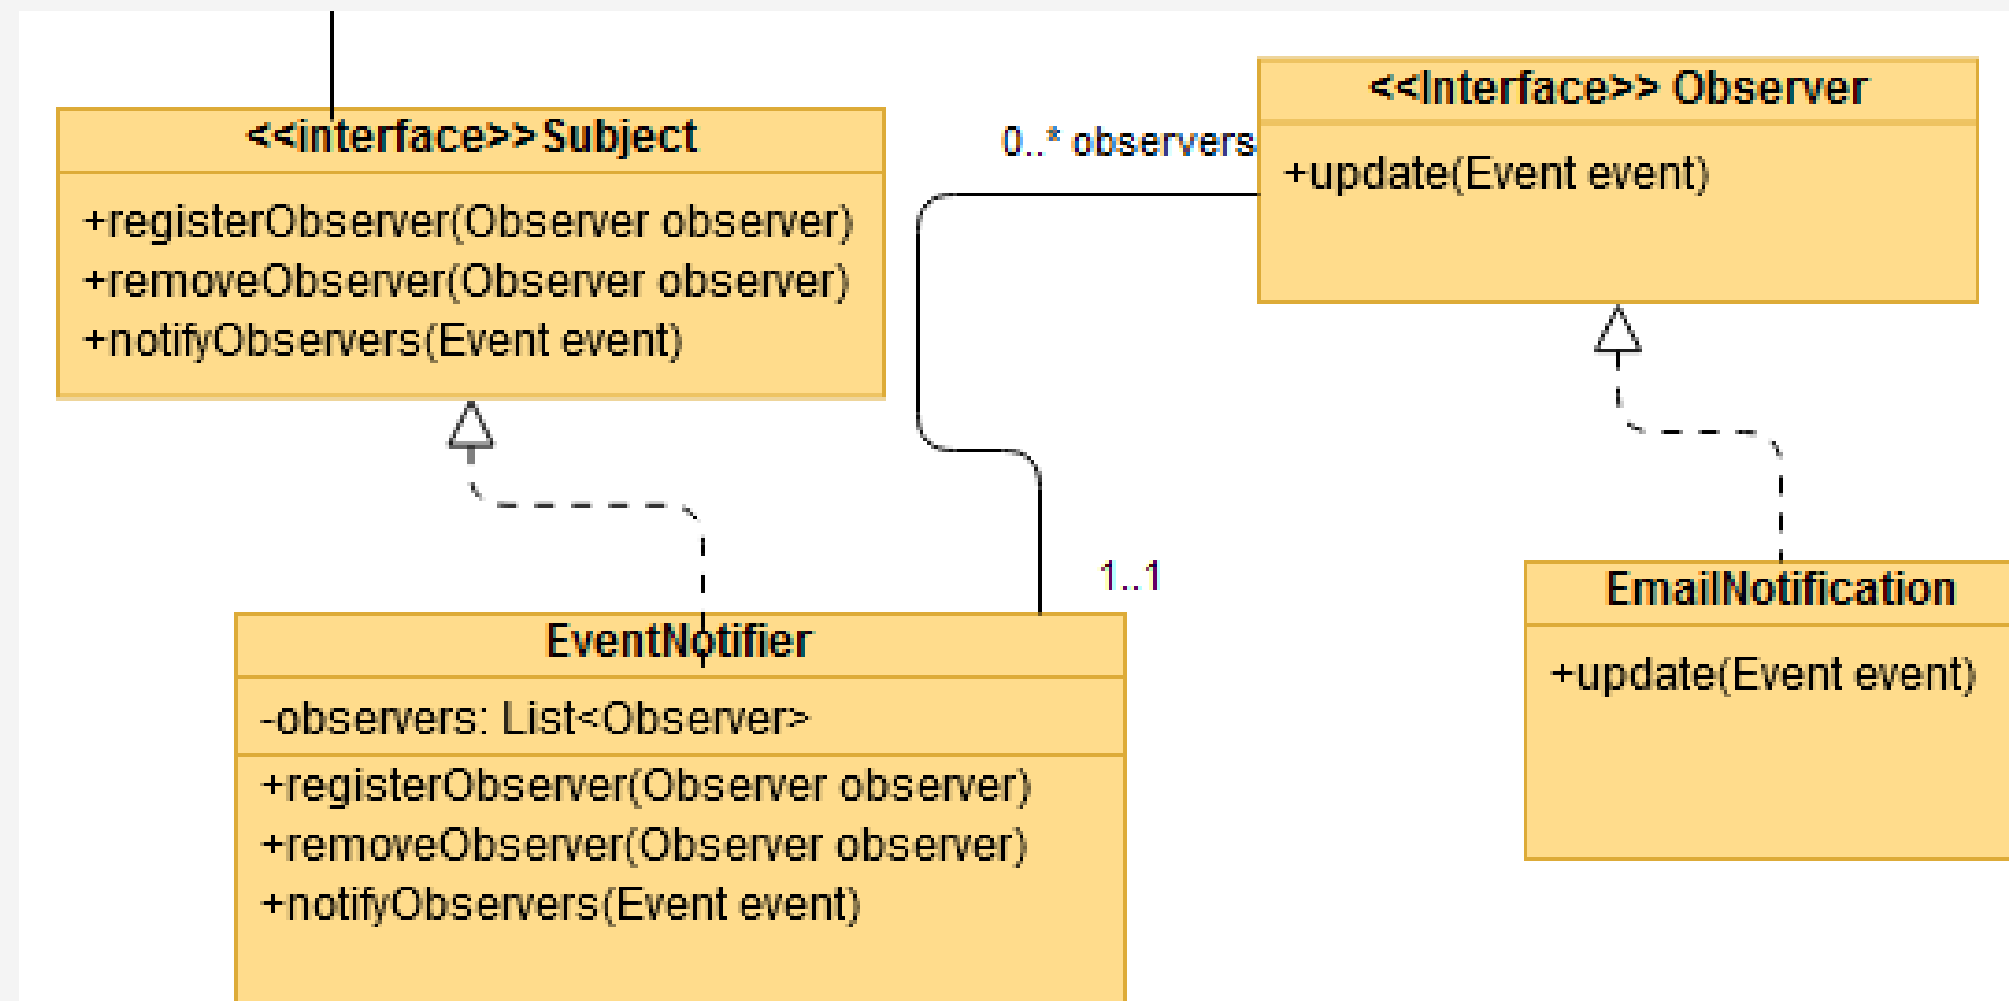 <<interface>> Subject
+registerObserver(Observer observer)
+removeObserver(Observer observer)
+notifyObservers(Event event)
0..* observers
<<Interface>> Observer
+update(Event event)
1..1
EventNotifier
-observers: List<Observer>
+registerObserver(Observer observer)
+removeObserver(Observer observer)
+notifyObservers(Event event)
EmailNotification
+update(Event event)